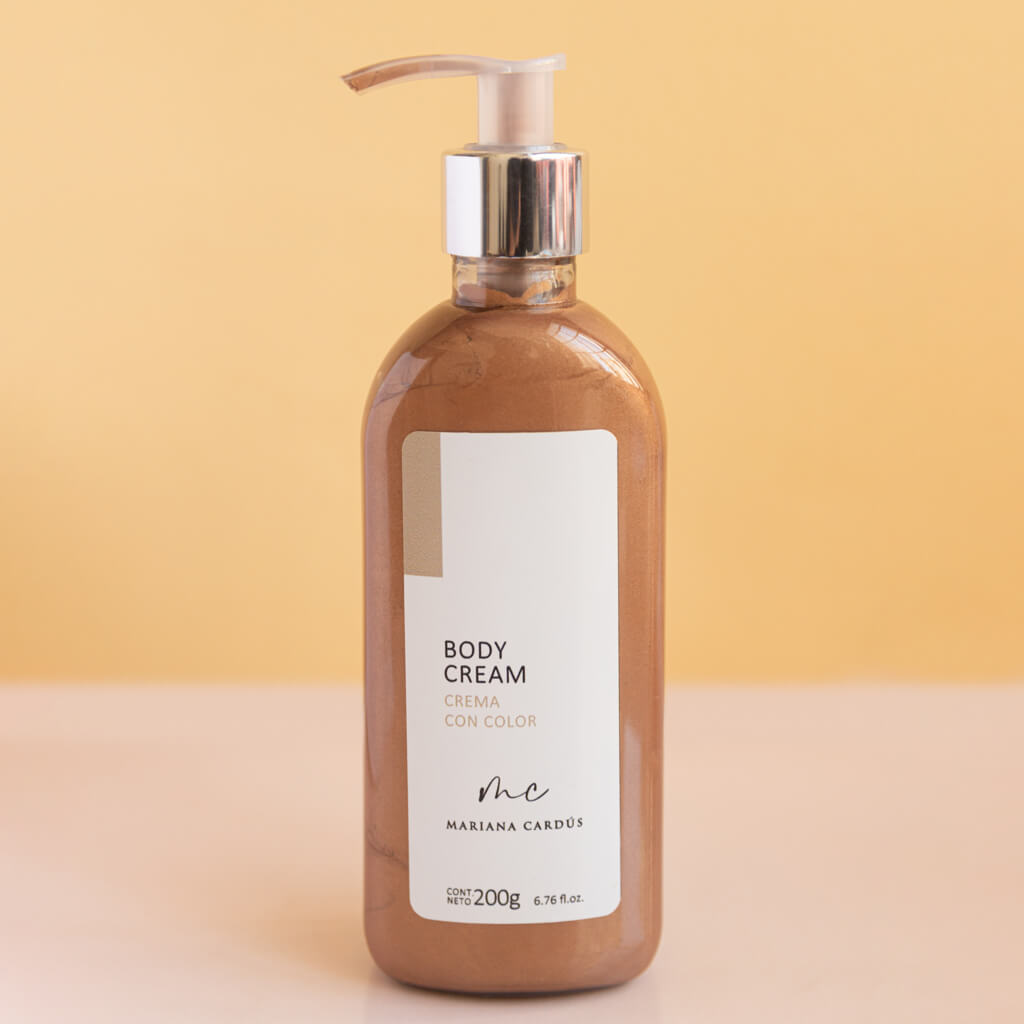 BODY
CREAM
CREMA
CON COLOR
mc
MARIANA CARDÚS
CONT.
NETO 200g 6.76 fl.oz.